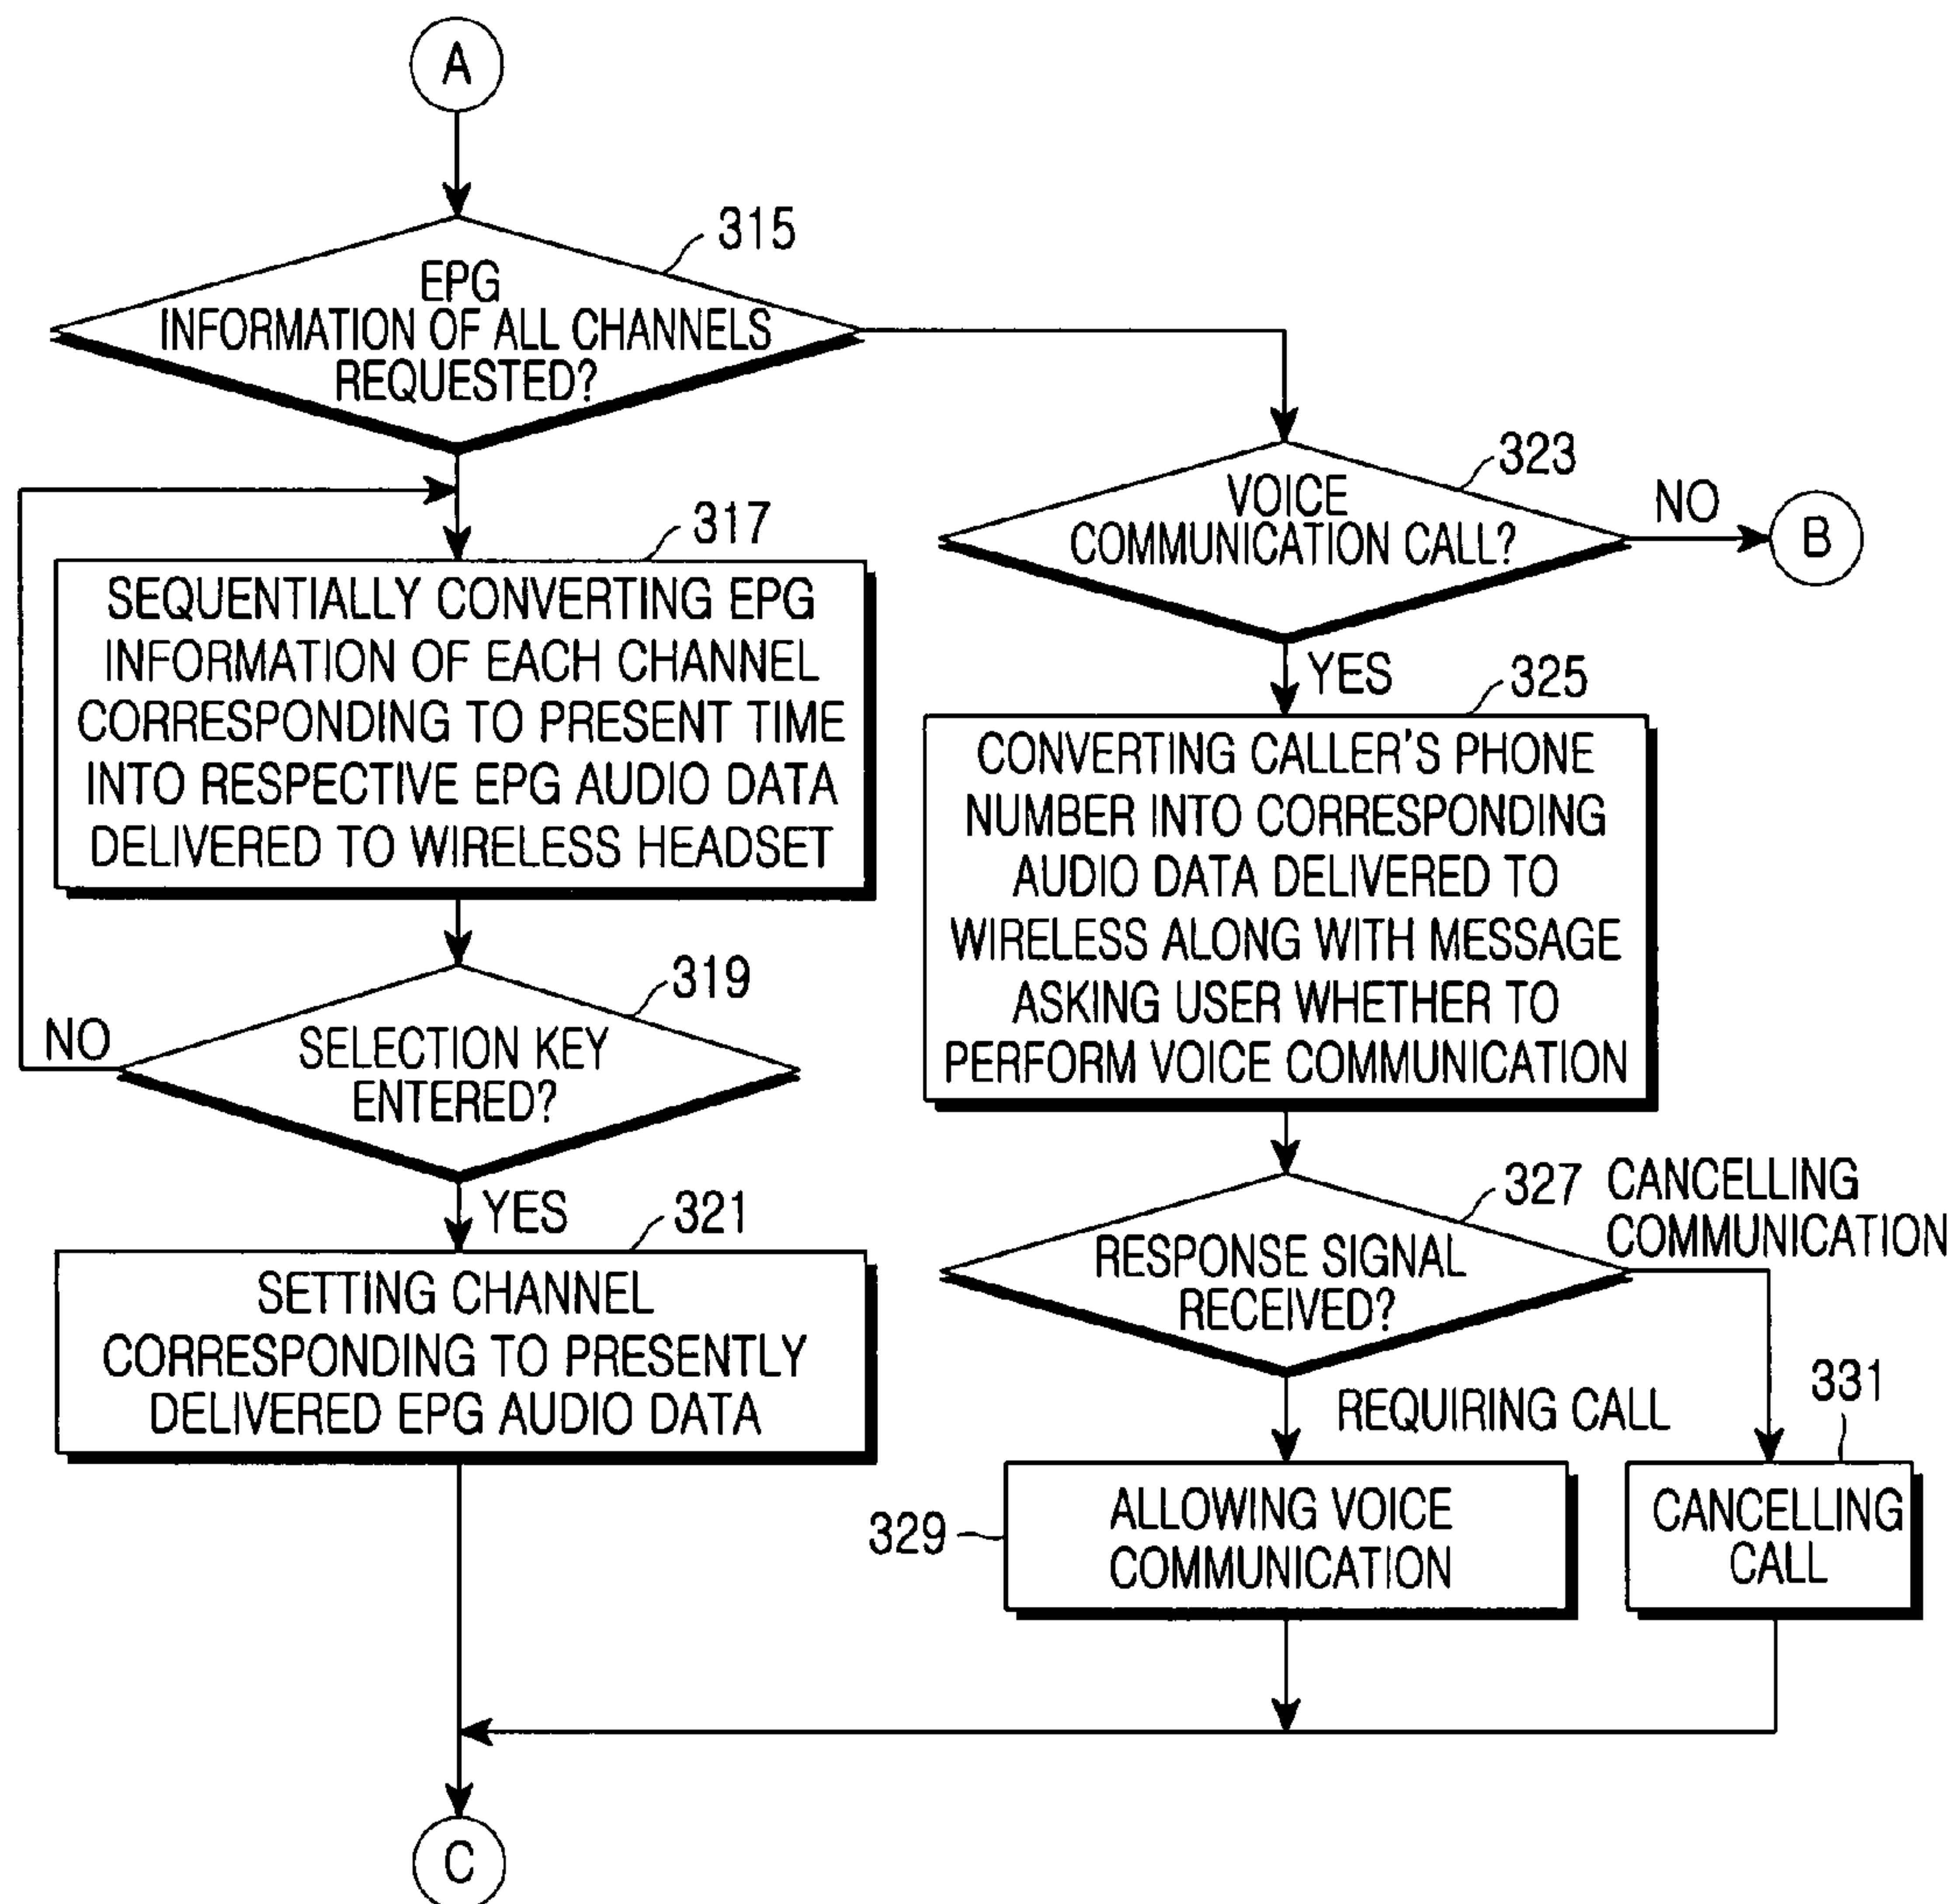 A
315
EPG
INFORMATION OF ALL CHANNELS
REQUESTED?
317
SEQUENTIALLY CONVERTING EPG
INFORMATION OF EACH CHANNEL
CORRESPONDING TO PRESENT TIME
INTO RESPECTIVE EPG AUDIO DATA
DELIVERED TO WIRELESS HEADSET
319
SELECTION KEY
ENTERED?
NO
YES
321
SETTING CHANNEL
CORRESPONDING TO PRESENTLY
DELIVERED EPG AUDIO DATA
323
VOICE
COMMUNICATION CALL?
NO
B
YES
325
CONVERTING CALLER'S PHONE
NUMBER INTO CORRESPONDING
AUDIO DATA DELIVERED TO
WIRELESS ALONG WITH MESSAGE
ASKING USER WHETHER TO
PERFORM VOICE COMMUNICATION
327
CANCELLING
COMMUNICATION
RESPONSE SIGNAL
RECEIVED?
REQUIRING CALL
331
329
ALLOWING VOICE
COMMUNICATION
CANCELLING
CALL
C